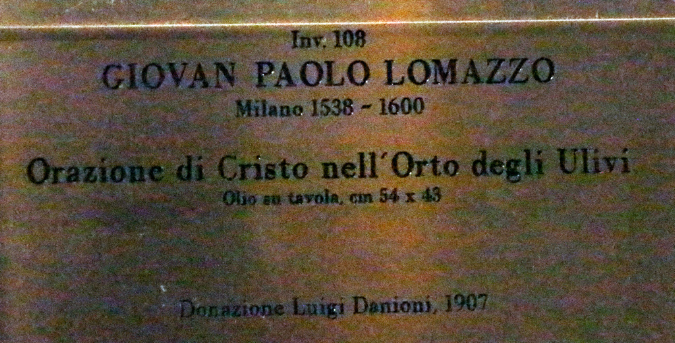 Inv. 108
GIOVAN PAOLO LOMAZZO
Milano 1538 - 1600
Orazione di Cristo nell'Orto degli Ulivi
Olio su tavola, cm 54 x 43
Donazione Luigi Danioni, 1907